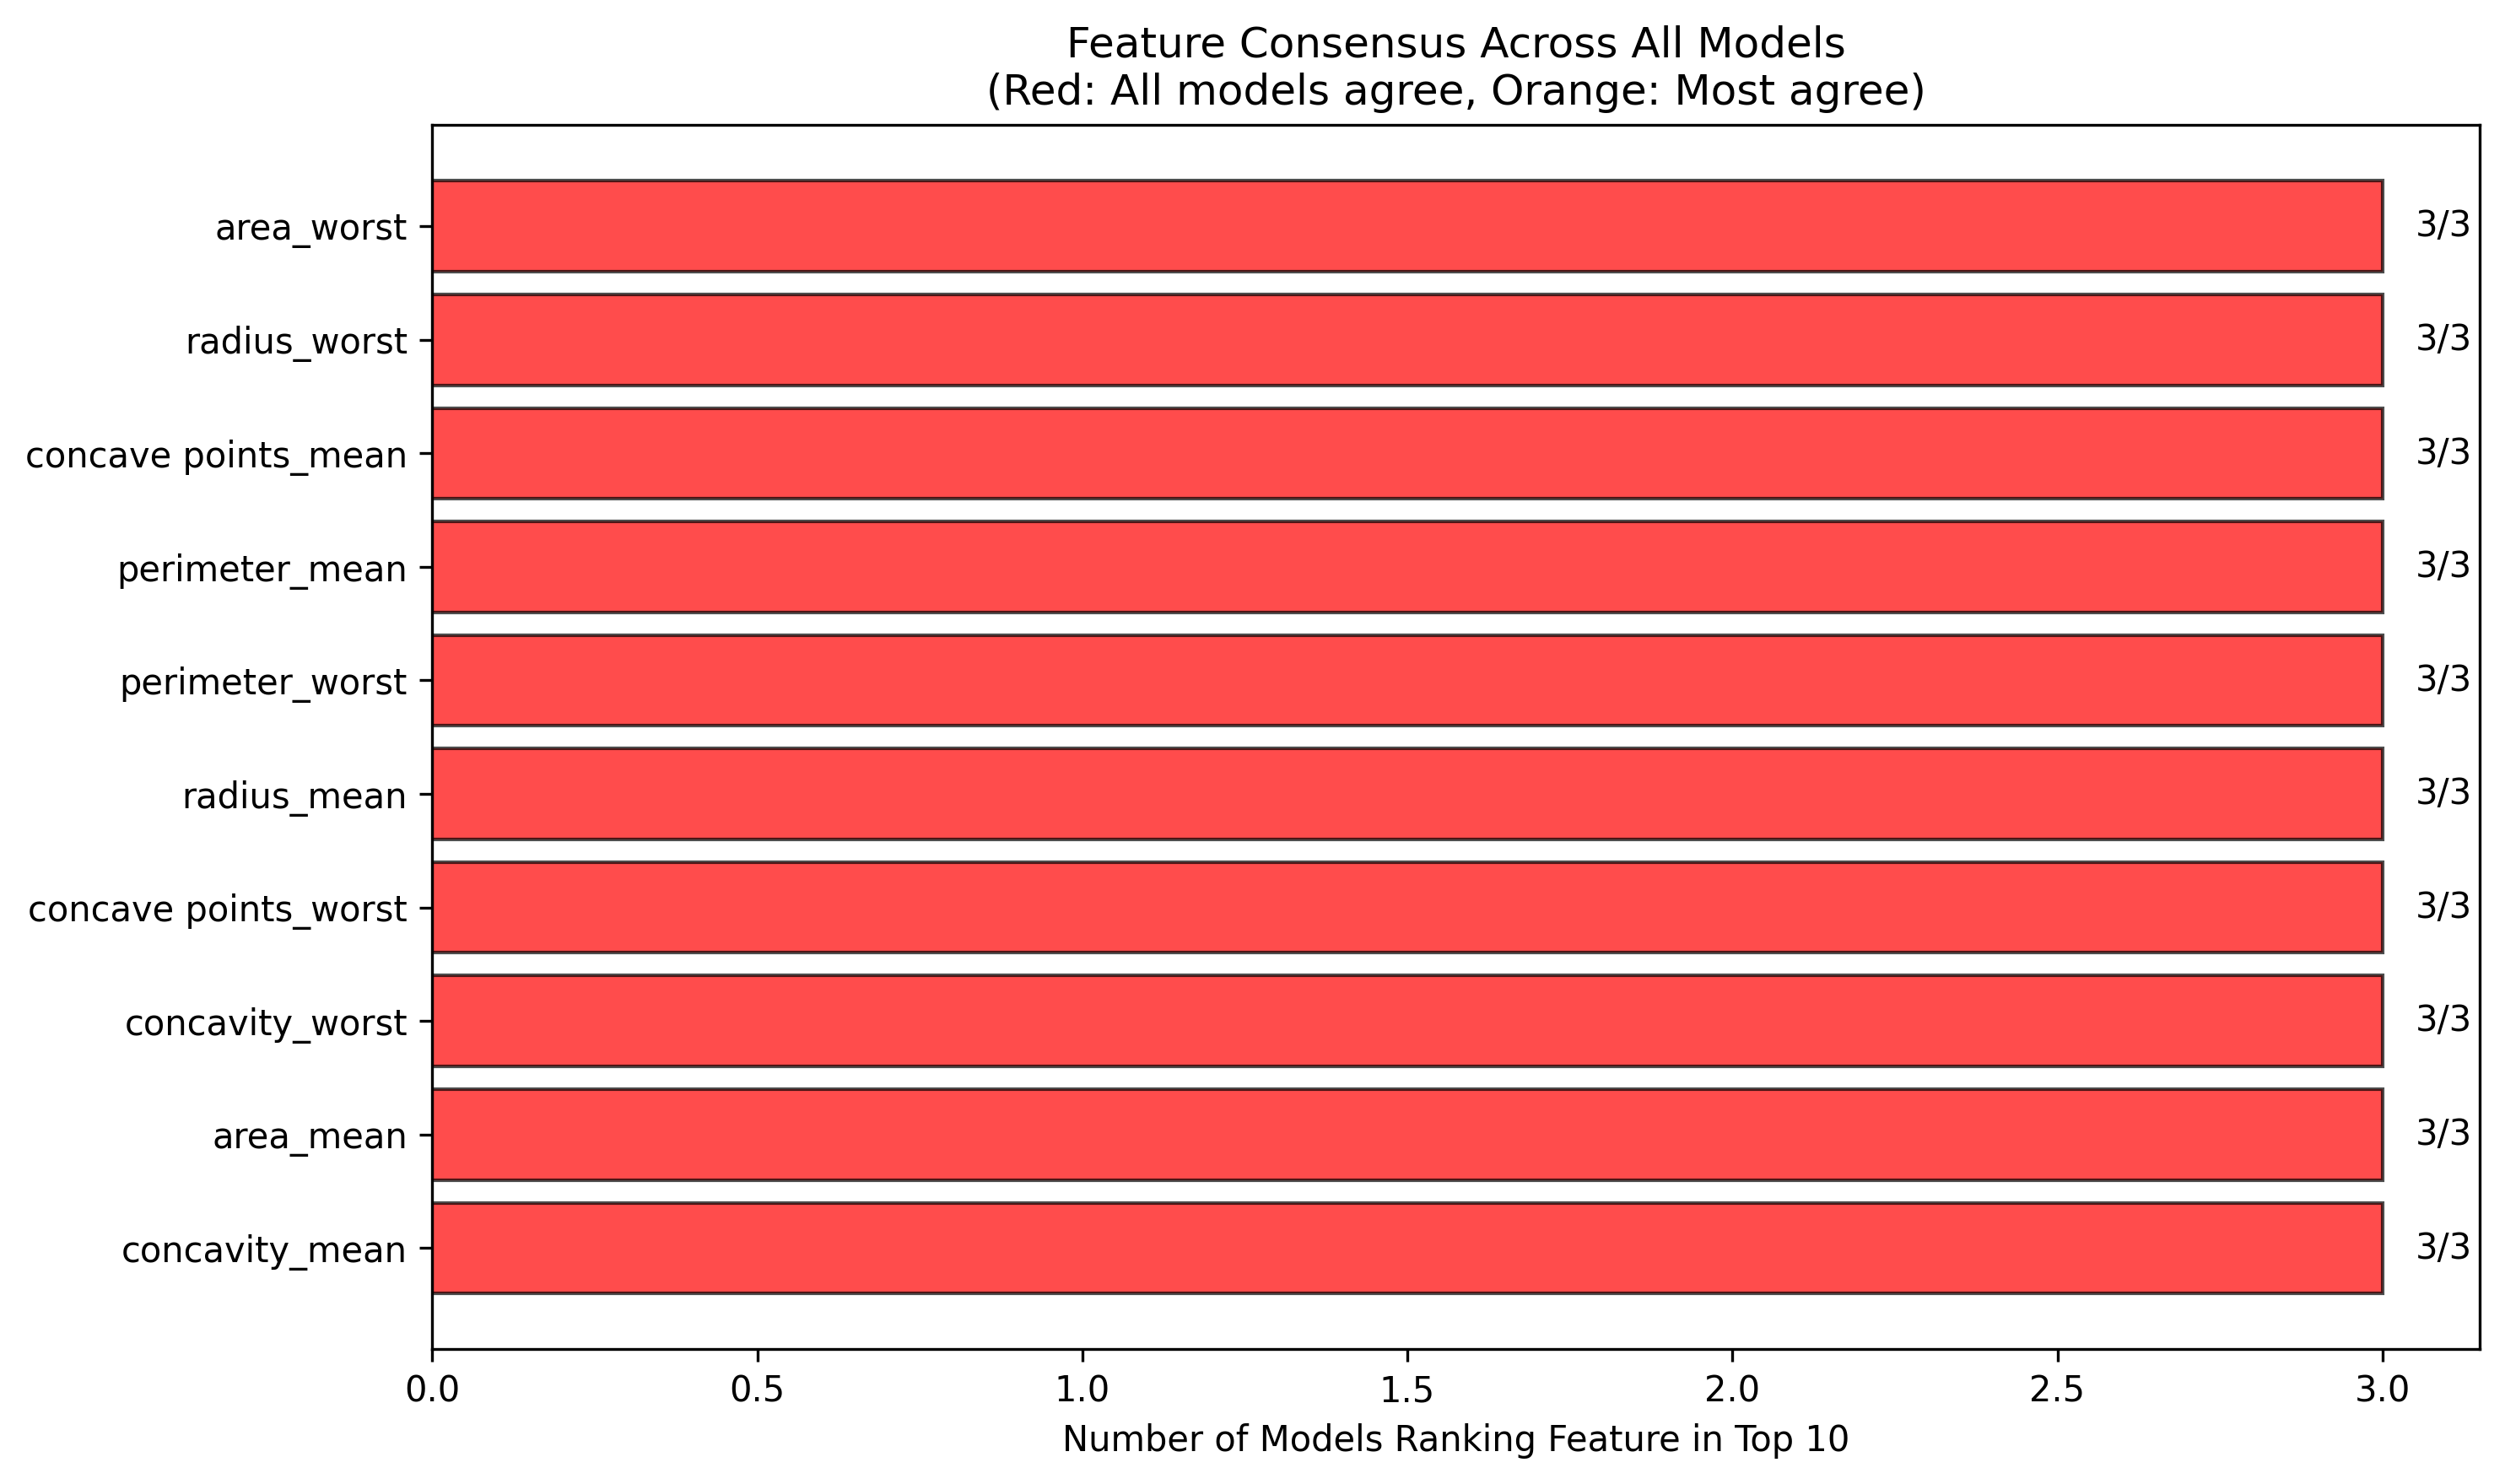 Feature Consensus Across All Models
(Red: All models agree, Orange: Most agree)
area_worst 3/3
radius_worst 3/3
concave points_mean 3/3
perimeter_mean 3/3
perimeter_worst 3/3
radius_mean 3/3
concave points_worst 3/3
concavity_worst 3/3
area_mean 3/3
concavity_mean 3/3
0.0 0.5 1.0 1.5 2.0 2.5 3.0
Number of Models Ranking Feature in Top 10